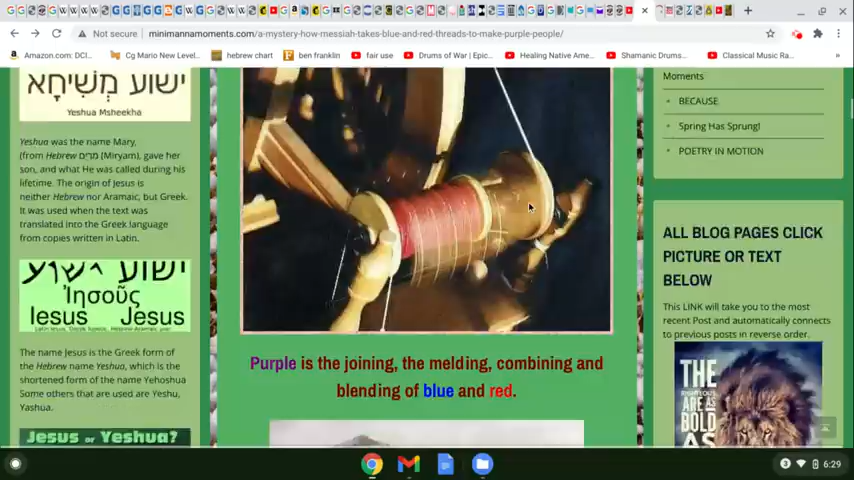 Not secure
minimannamoments.com/a-mystery-how-messiah-takes-blue-and-red-threads-to-make-purple-people/
Amazon.com: DCI...
Cg Mario New Level...
hebrew chart
fair use
Drums of War | Epic...
Healing Native Ame...
Shamanic Drums...
Classical Music Ra...
ישוע משיחא
Yeshua Msheekha
Yeshua was the name Mary,
(from Hebrew מרים (Miryam), gave her
son, and what He was called during his
lifetime. The origin of Jesus is
neither Hebrew nor Aramaic, but Greek.
It was used when the text was
translated into the Greek language
from copies written in Latin.
ישוע
Ἰησοῦς
Iesus Jesus
The name Jesus is the Greek form of
the Hebrew name Yeshua, which is the
shortened form of the name Yehoshua
Some others that are used are Yeshu,
Yashua.
Jesus or Yeshua?
Purple is the joining, the melding, combining and
blending of blue and red.
Moments
BECAUSE
Spring Has Sprung!
POETRY IN MOTION
ALL BLOG PAGES CLICK
PICTURE OR TEXT
BELOW
This LINK will take you to the most
recent Post and automatically connects
to previous posts in reverse order.
THE
RIGHTEOUS
ARE AS
BOLD
AS
3
6:29